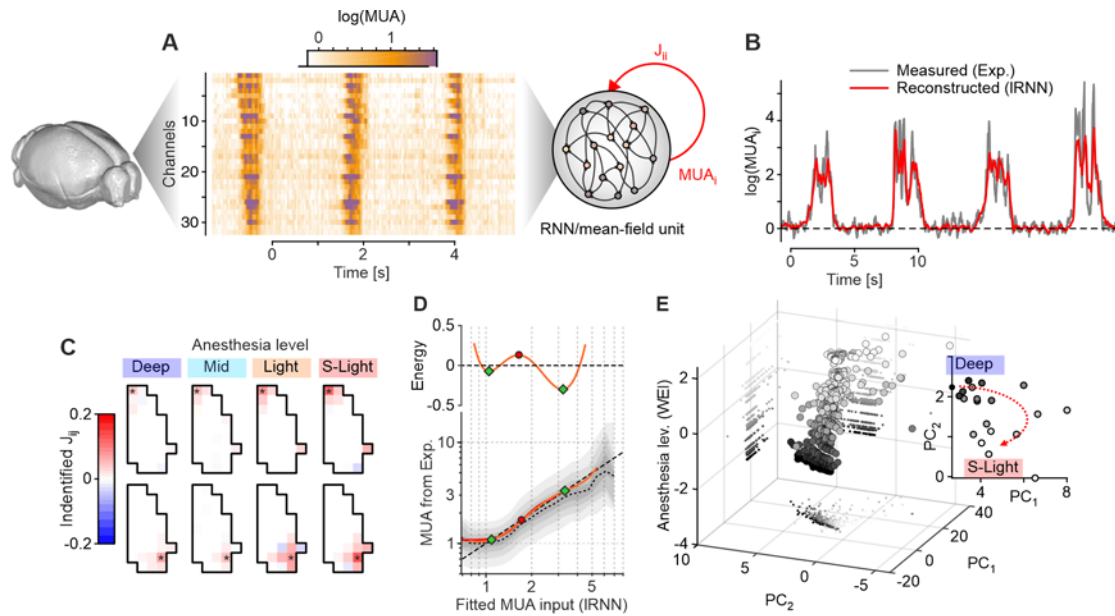 A
log(MUA)
0 1
Channels
10
20
30
0 2 4
Time [s]
J_ii
MUA_i
RNN/mean-field unit
B
Measured (Exp.)
Reconstructed (IRNN)
log(MUA_i)
4
2
0
0 5 10
Time [s]
C
Anesthesia level
Deep Mid Light S-Light
Indentified J_ij
0.2
-0.2
* * * *
* * * *
D
Energy
0.5
0
-0.5
MUA from Exp.
10
3
1
1 2 5
Fitted MUA input (IRNN)
E
Anesthesia lev. (WEI)
2
0
-2
-4
10 5 0 -5
PC_2
-20 0 20 40
PC_1
Deep
S-Light
PC_2
2
0
4 8
PC_1